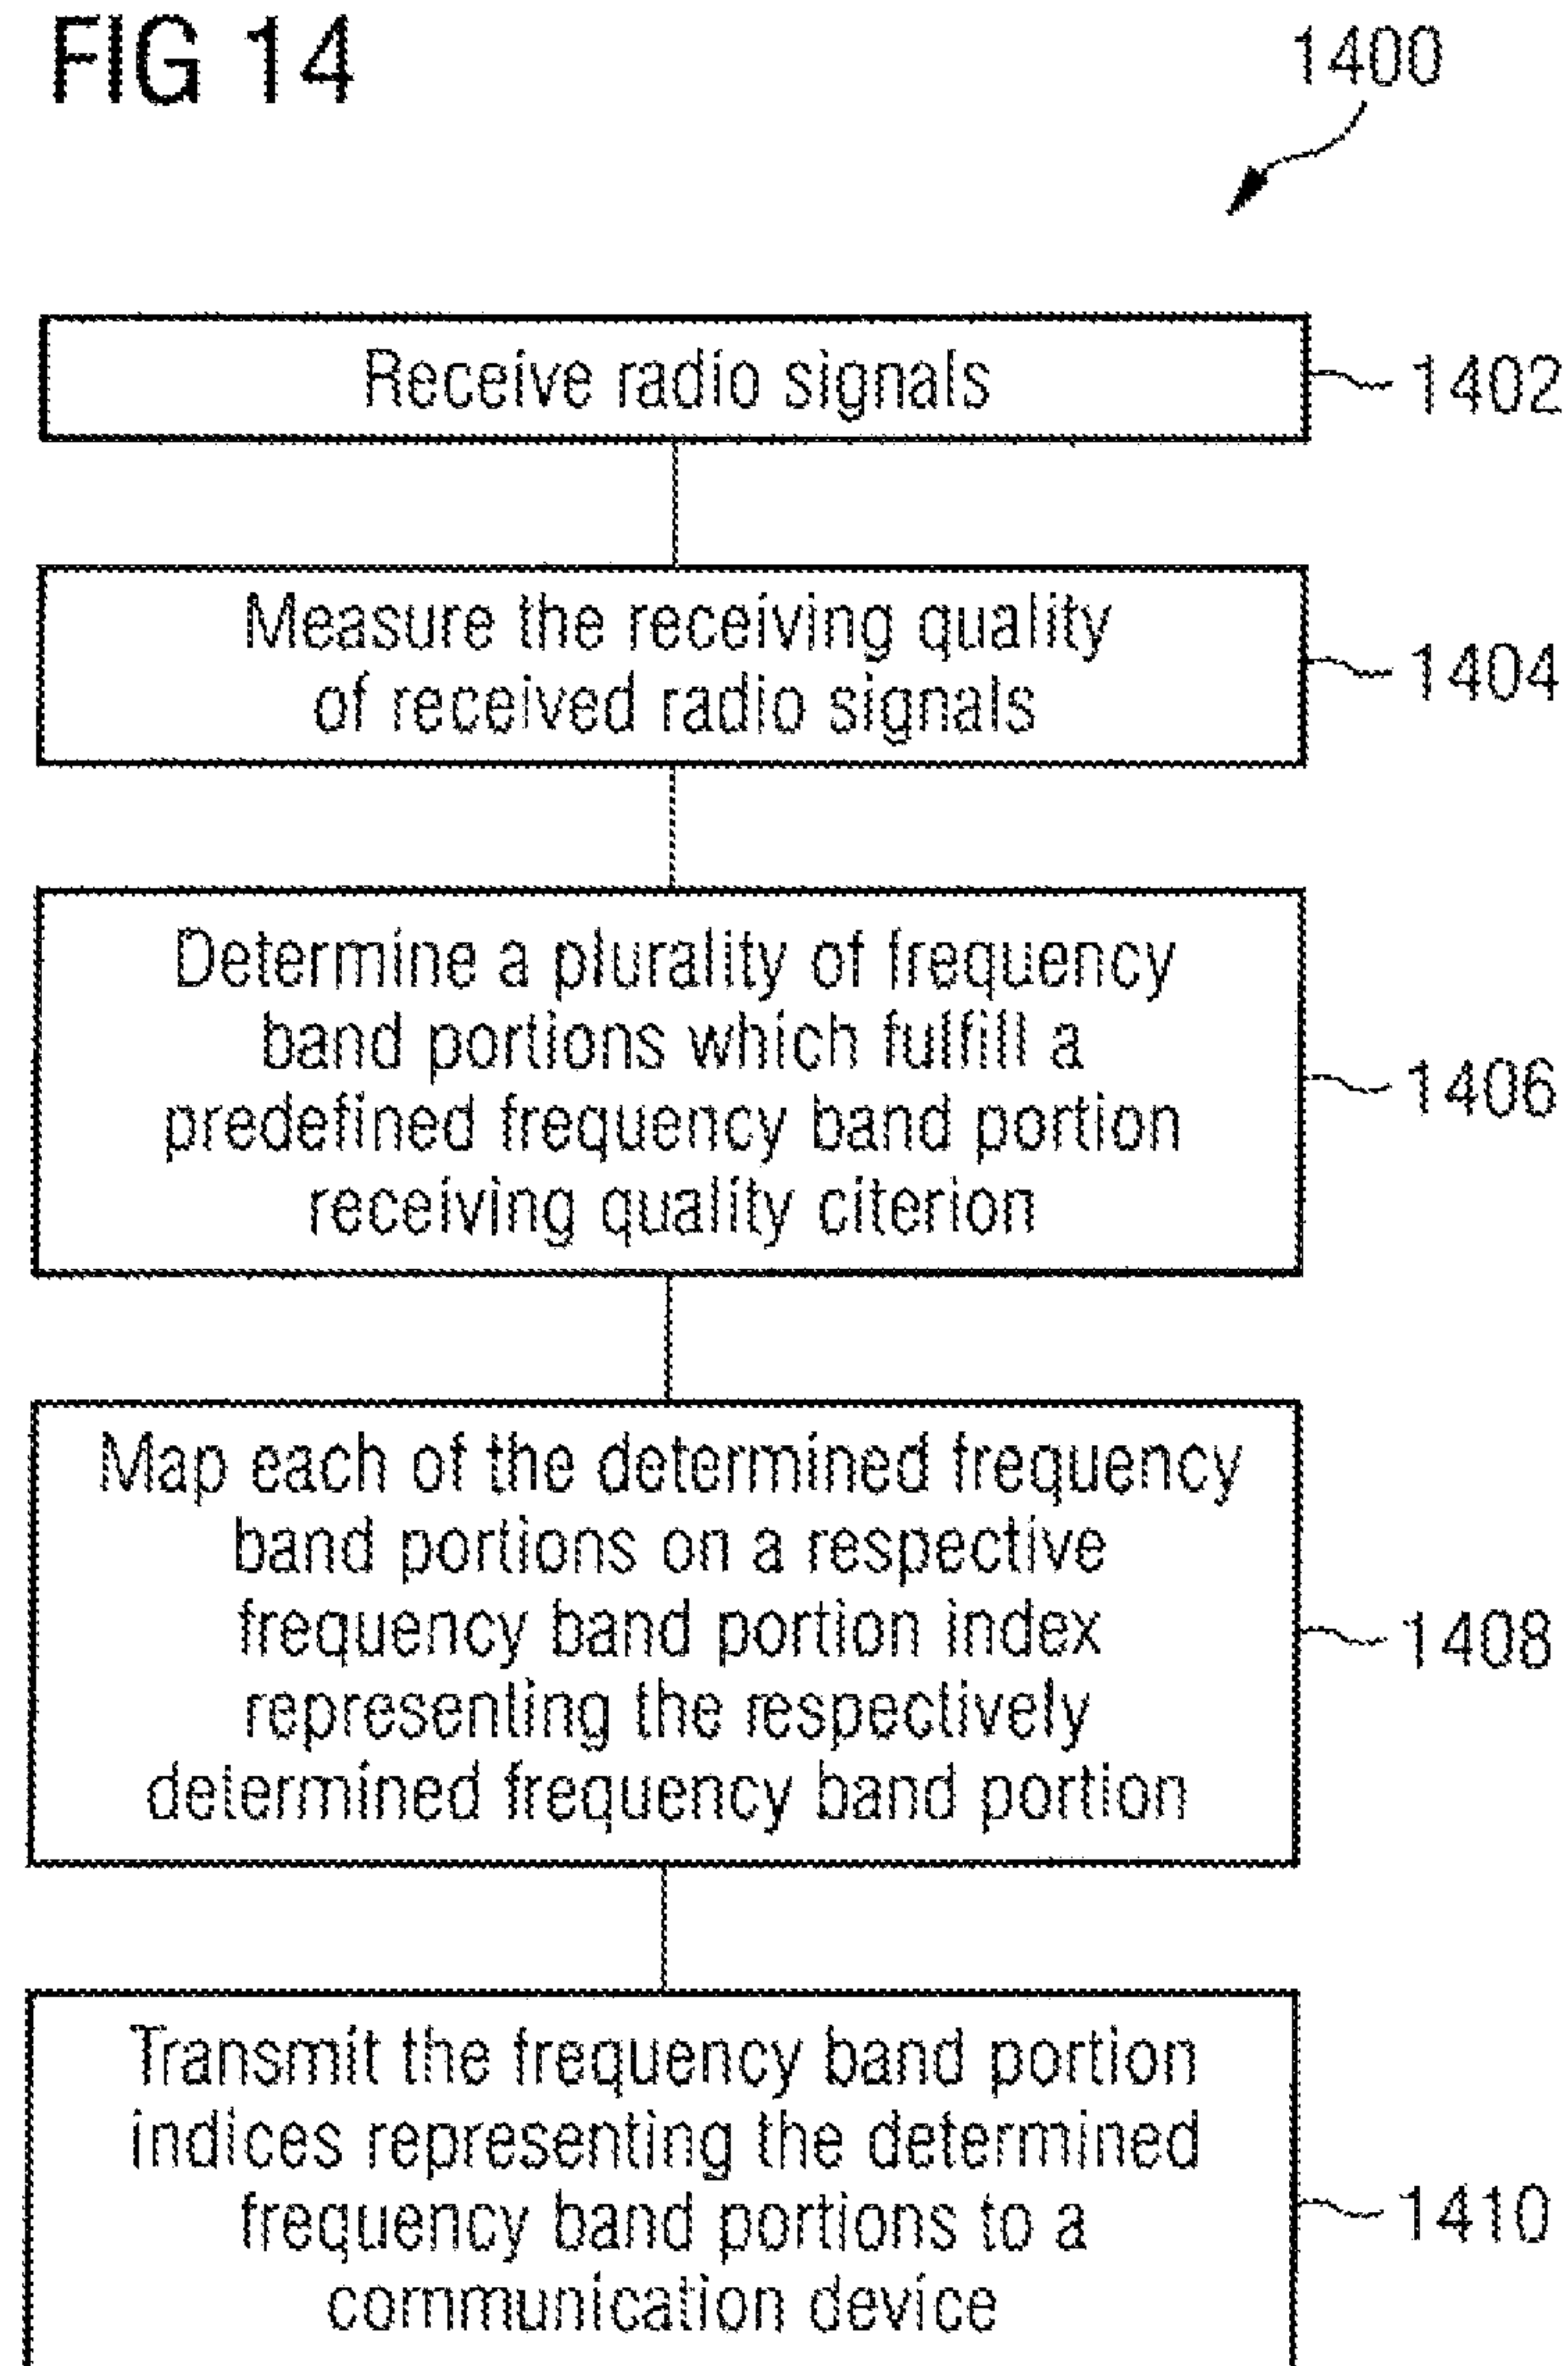 FIG 14
1400
Receive radio signals
1402
Measure the receiving quality
of received radio signals
1404
Determine a plurality of frequency
band portions which fulfill a
predefined frequency band portion
receiving quality citerion
1406
Map each of the determined frequency
band portions on a respective
frequency band portion index
representing the respectively
determined frequency band portion
1408
Transmit the frequency band portion
indices representing the determined
frequency band portions to a
communication device
1410